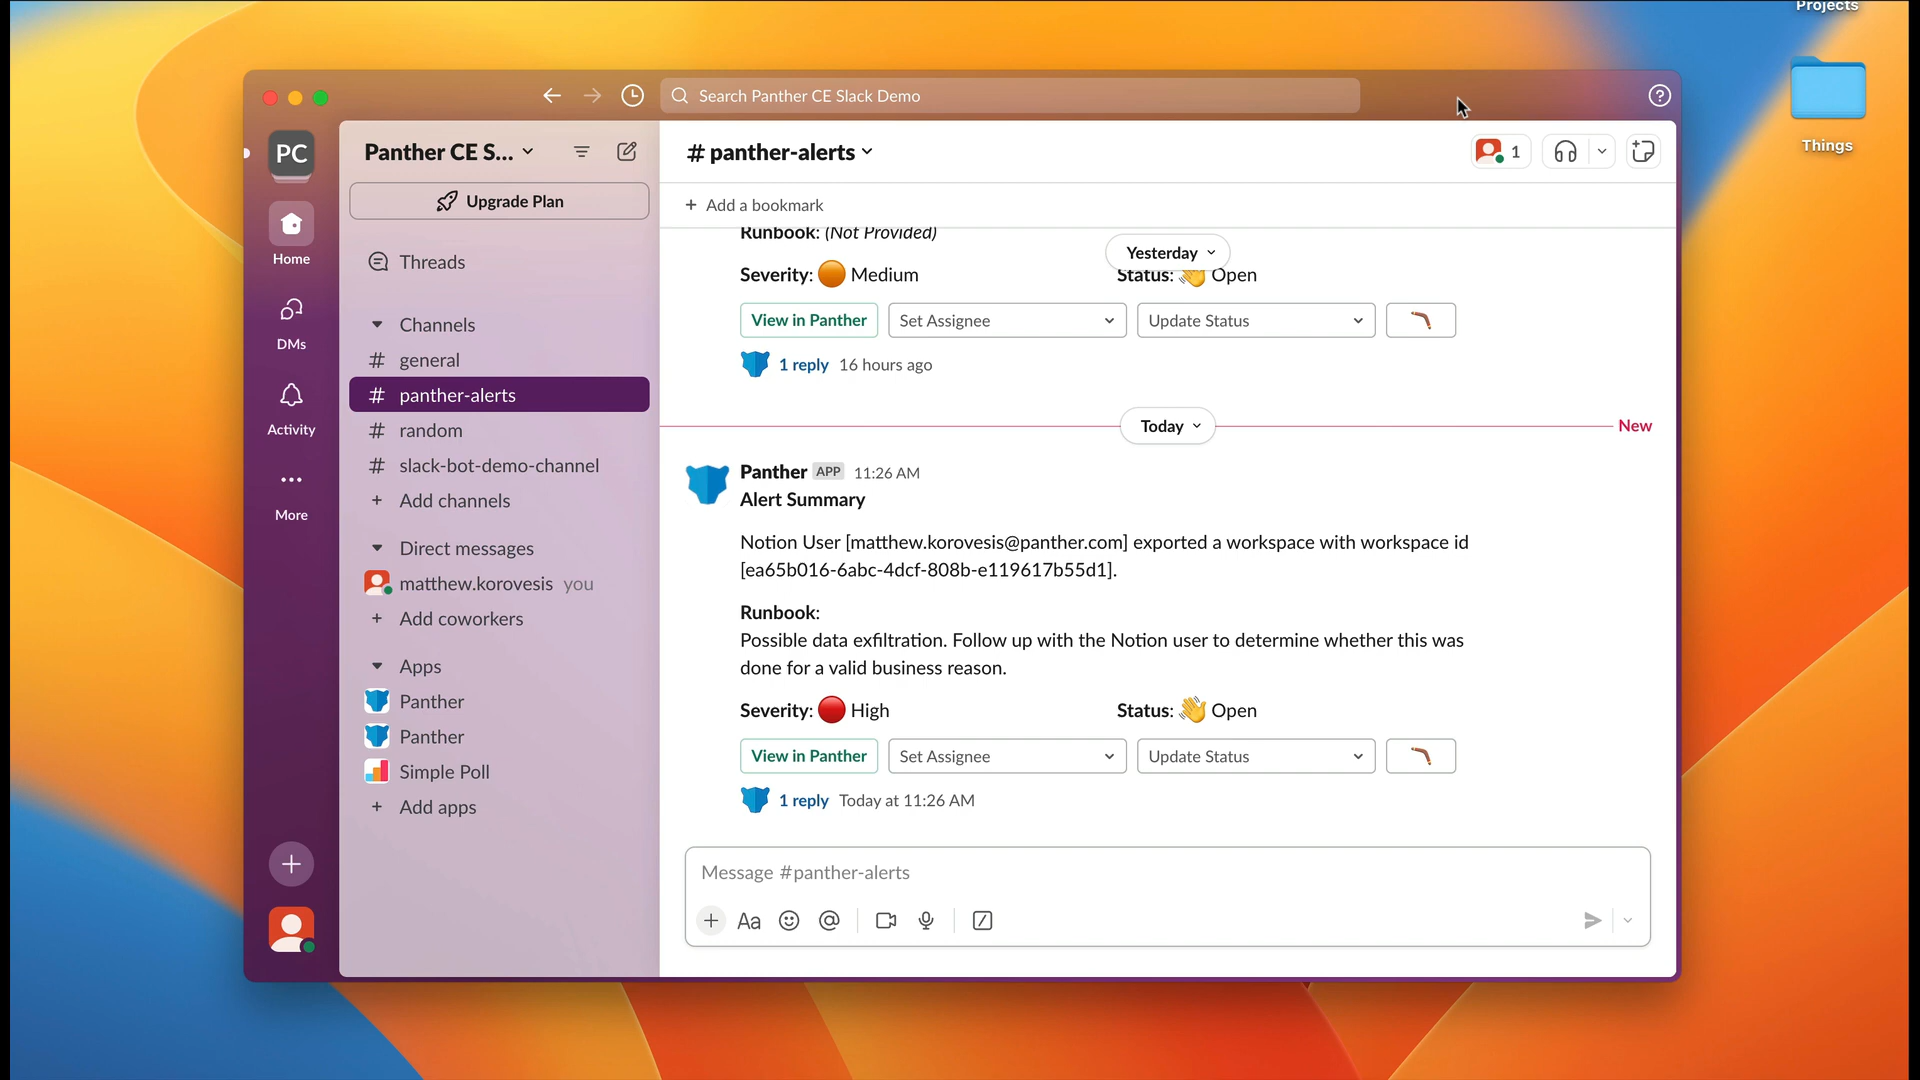 Projects
Things
Search Panther CE Slack Demo
PC
Home
DMs
Activity
More
Panther CE S...
Upgrade Plan
Threads
Channels
# general
# panther-alerts
# random
# slack-bot-demo-channel
+ Add channels
Direct messages
matthew.korovesis you
+ Add coworkers
Apps
Panther
Panther
Simple Poll
+ Add apps
# panther-alerts
1
+ Add a bookmark
Runbook: (Not Provided)
Yesterday
Severity: Medium Status: Open
View in Panther Set Assignee Update Status
1 reply 16 hours ago
Today New
Panther APP 11:26 AM
Alert Summary
Notion User [matthew.korovesis@panther.com] exported a workspace with workspace id
[ea65b016-6abc-4dcf-808b-e119617b55d1].
Runbook:
Possible data exfiltration. Follow up with the Notion user to determine whether this was
done for a valid business reason.
Severity: High Status: Open
View in Panther Set Assignee Update Status
1 reply Today at 11:26 AM
Message #panther-alerts
Aa